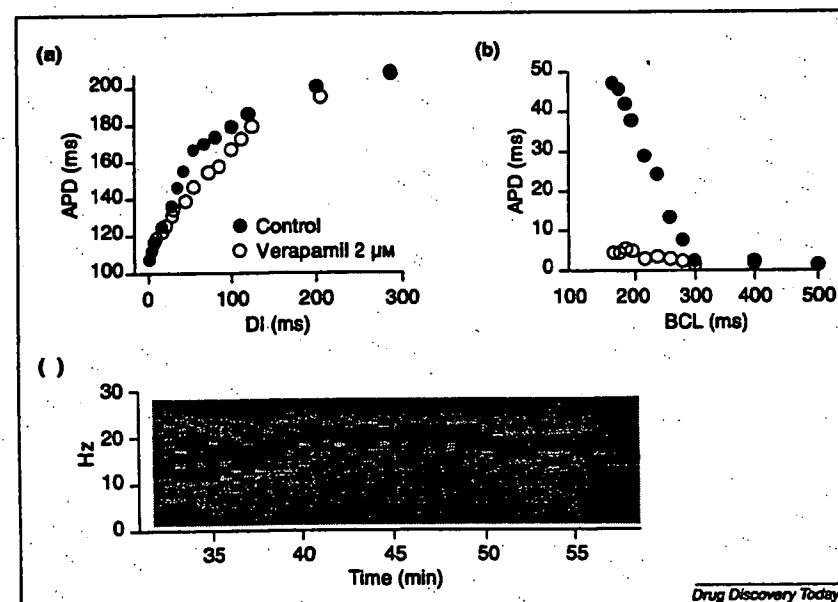 (a)
200
180
160
140
120
100
APD (ms)
Control
Verapamil 2 μM
0
100
200
300
DI (ms)
(b)
50
40
30
20
10
0
APD (ms)
100
200
300
400
500
BCL (ms)
( )
30
20
10
0
Hz
35
40
45
50
55
Time (min)
Drug Discovery Today